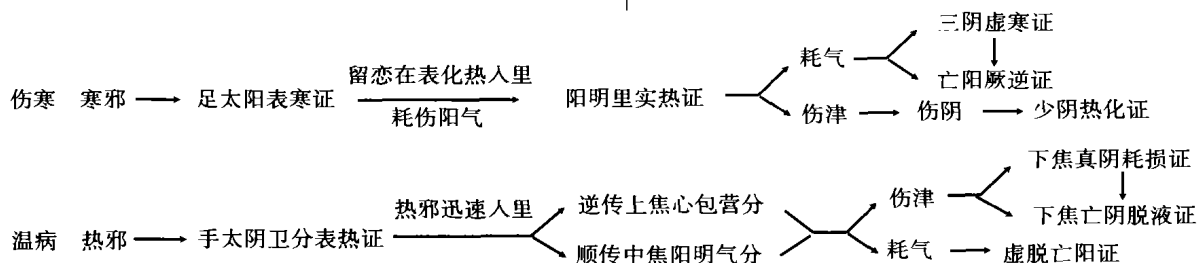 三阴虚寒证
留恋在表化热入里 耗气
伤寒 寒邪 足太阳表寒证 阳明里实热证 亡阳厥逆证
耗伤阳气 伤津 伤阴 少阴热化证
下焦真阴耗损证
热邪迅速入里 逆传上焦心包营分 伤津
温病 热邪 手太阴卫分表热证 下焦亡阴脱液证
顺传中焦阳明气分 耗气 虚脱亡阳证